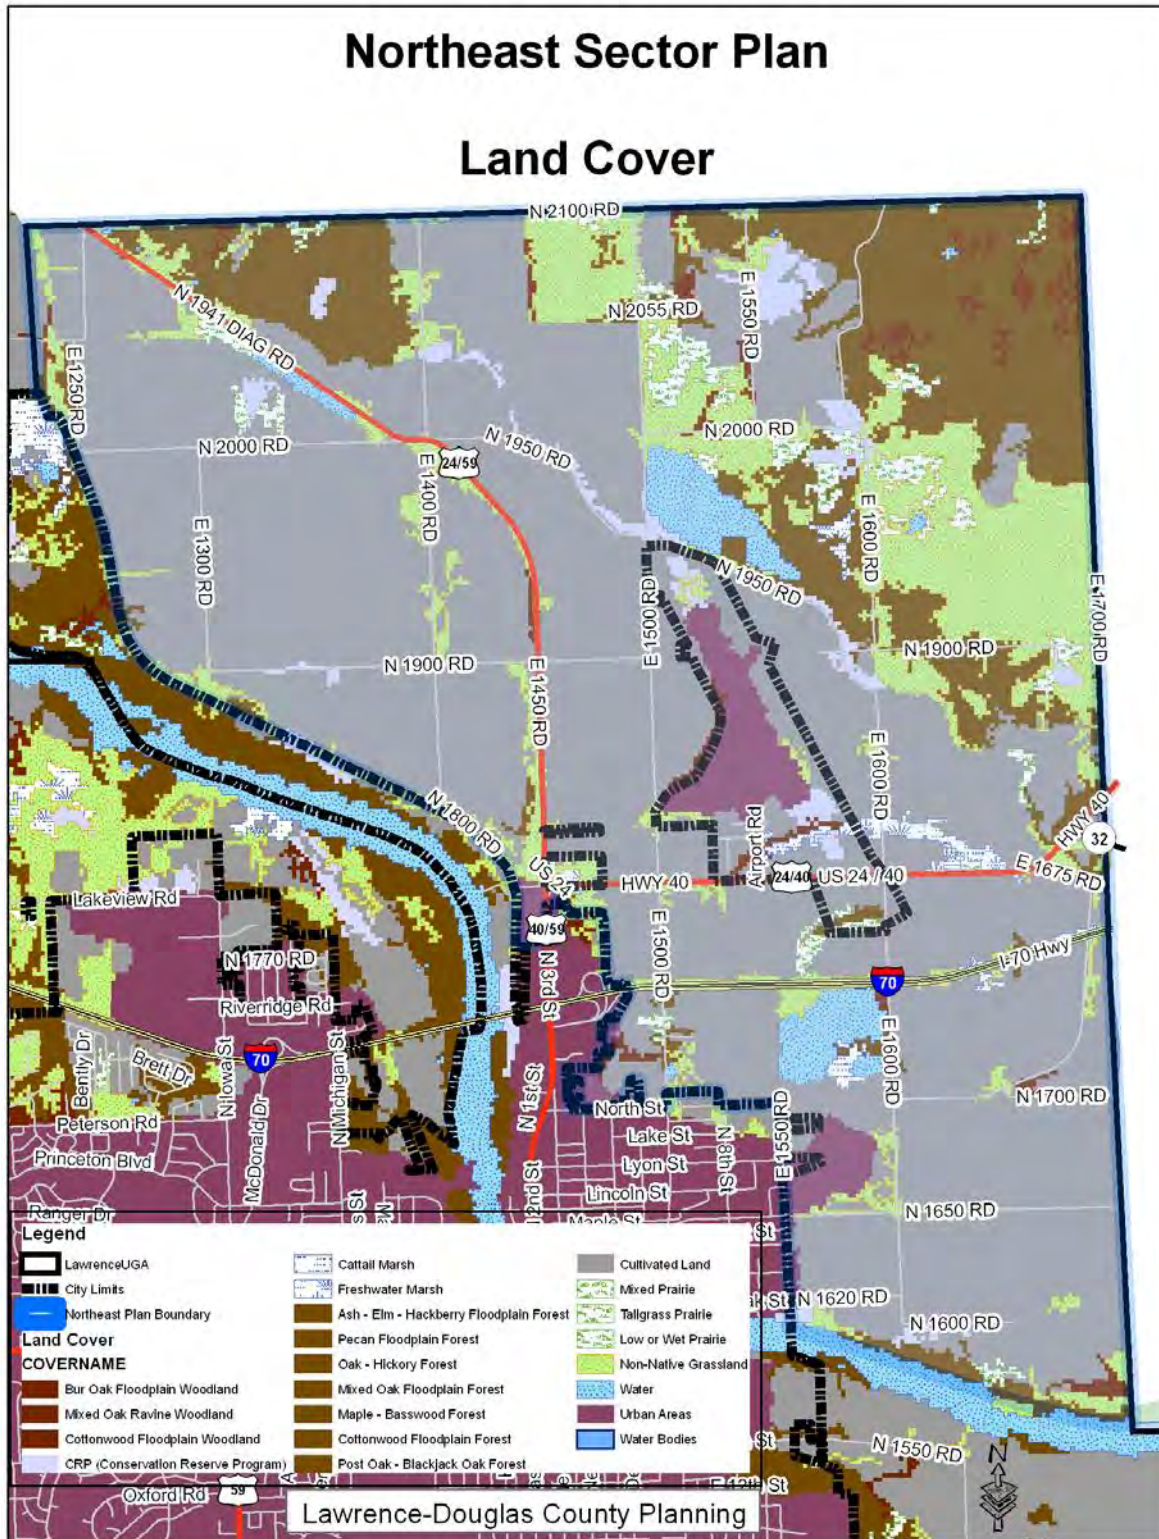 Northeast Sector Plan
Land Cover
N 2100 RD
N 1941 DIAG RD
N 2055 RD
E 1550 RD
E 1250 RD
N 2000 RD
N 1950 RD
N 2000 RD
24/59
E 1400 RD
E 1300 RD
E 1600 RD
N 1950 RD
E 1500 RD
E 1700 RD
N 1900 RD
N 1900 RD
E 1450 RD
E 1600 RD
N 1800 RD
HWY 40
32
US 24
HWY 40
Airport Rd
24/40
US 24 / 40
E 1675 RD
Lakeview Rd
40/59
E 1500 RD
N 1770 RD
N 3rd St
I-70 Hwy
Riverridge Rd
70
70
E 1600 RD
Bently Dr
Brett Dr
N Iowa St
McDonald Dr
N Michigan St
N 1st St
North St
N 1700 RD
Peterson Rd
Lake St
N 8th St
E 1550 RD
Princeton Blvd
Lyon St
Lincoln St
N 2nd St
Ranger Dr
Maple St
St
N 1650 RD
Legend
LawrenceUGA
City Limits
Northeast Plan Boundary
Land Cover
COVERNAME
Bur Oak Floodplain Woodland
Mixed Oak Ravine Woodland
Cottonwood Floodplain Woodland
CRP (Conservation Reserve Program)
Cattail Marsh
Freshwater Marsh
Ash - Elm - Hackberry Floodplain Forest
Pecan Floodplain Forest
Oak - Hickory Forest
Mixed Oak Floodplain Forest
Maple - Basswood Forest
Cottonwood Floodplain Forest
Post Oak - Blackjack Oak Forest
Cultivated Land
Mixed Prairie
Tallgrass Prairie
Low or Wet Prairie
Non-Native Grassland
Water
Urban Areas
Water Bodies
N 1620 RD
N 1600 RD
N 1550 RD
N
59
Oxford Rd
12th St
Lawrence-Douglas County Planning